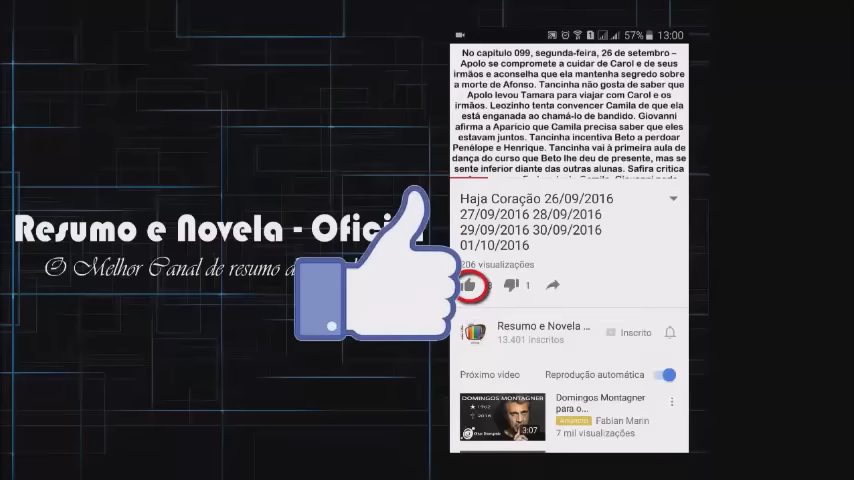 57% 13:00
No capítulo 099, segunda-feira, 26 de setembro –
Apolo se compromete a cuidar de Carol e de seus
irmãos e aconselha que ela mantenha segredo sobre
a morte de Afonso. Tancinha não gosta de saber que
Apolo levou Tamara para viajar com Carol e os
irmãos. Leozinho tenta convencer Camila de que ela
está enganada ao chamá-lo de bandido. Giovanni
afirma a Aparício que Camila precisa saber que eles
estavam juntos. Tancinha incentiva Beto a perdoar
Penélope e Henrique. Tancinha vai à primeira aula de
dança do curso que Beto lhe deu de presente, mas se
sente inferior diante das outras alunas. Safira critica
Resumo e Novela - Ofici
O Melhor Canal de resumo d
Haja Coração 26/09/2016
27/09/2016 28/09/2016
29/09/2016 30/09/2016
01/10/2016
206 visualizações
1
Resumo e Novela ...
Inscrito
13.401 inscritos
Próximo vídeo
Reprodução automática
DOMINGOS MONTAGNER
3:07
Domingos Montagner
para o...
Anúncio Fabian Marin
7 mil visualizações